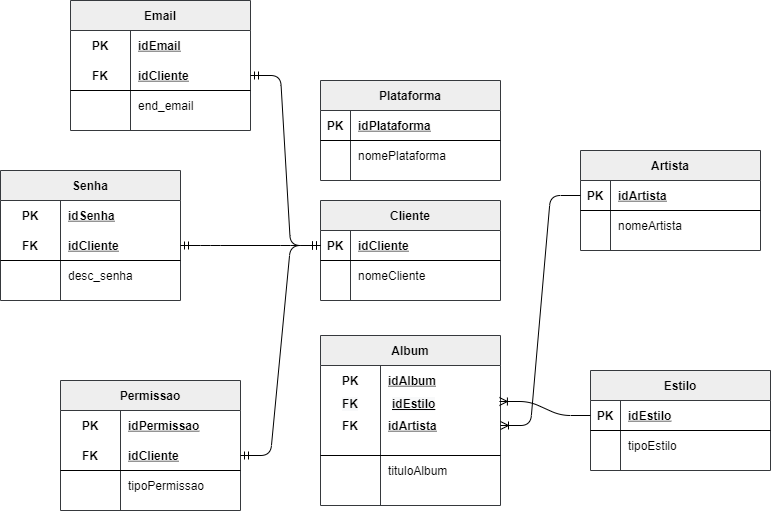 Email
PK idEmail
FK idCliente
end_email
Plataforma
PK idPlataforma
nomePlataforma
Artista
PK idArtista
nomeArtista
Senha
PK idSenha
FK idCliente
desc_senha
Cliente
PK idCliente
nomeCliente
Album
PK idAlbum
FK idEstilo
FK idArtista
tituloAlbum
Estilo
PK idEstilo
tipoEstilo
Permissao
PK idPermissao
FK idCliente
tipoPermissao